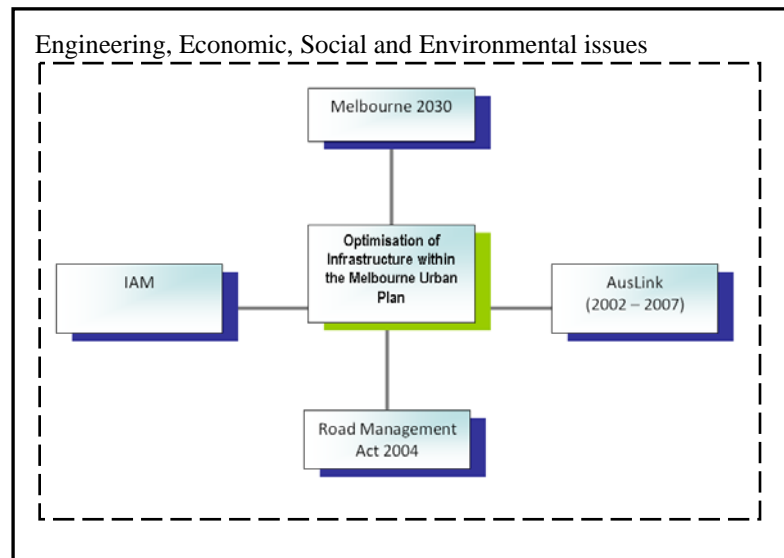 Engineering, Economic, Social and Environmental issues
Melbourne 2030
Optimisation of
Infrastructure within
the Melbourne Urban
Plan
IAM
AusLink
(2002 – 2007)
Road Management
Act 2004